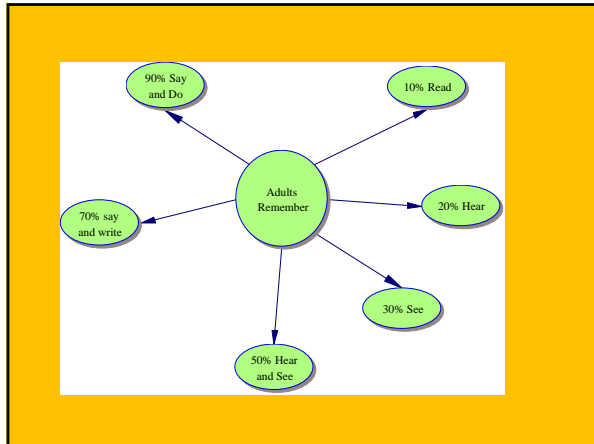 90% Say
and Do
10% Read
Adults
Remember
20% Hear
70% say
and write
30% See
50% Hear
and See